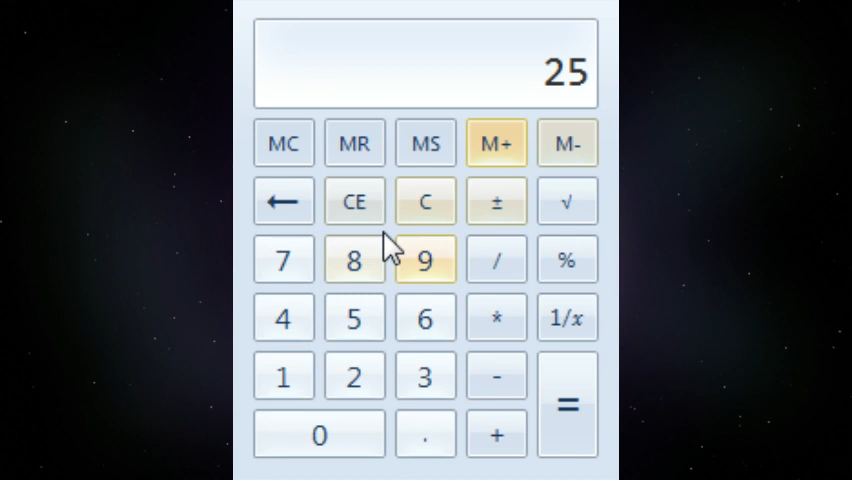 25
MC MR MS M+ M-
← CE C ± √
7 8 9 / %
4 5 6 * 1/x
1 2 3 - =
0 . +